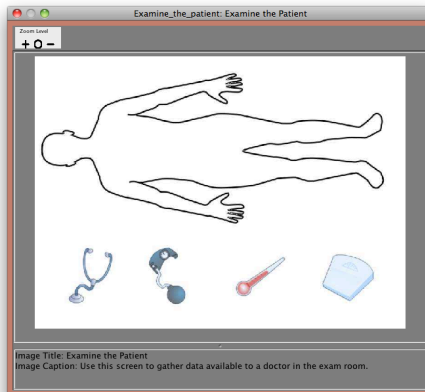 Examine_the_patient: Examine the Patient
Zoom Level
+ O −
Image Title: Examine the Patient
Image Caption: Use this screen to gather data available to a doctor in the exam room.